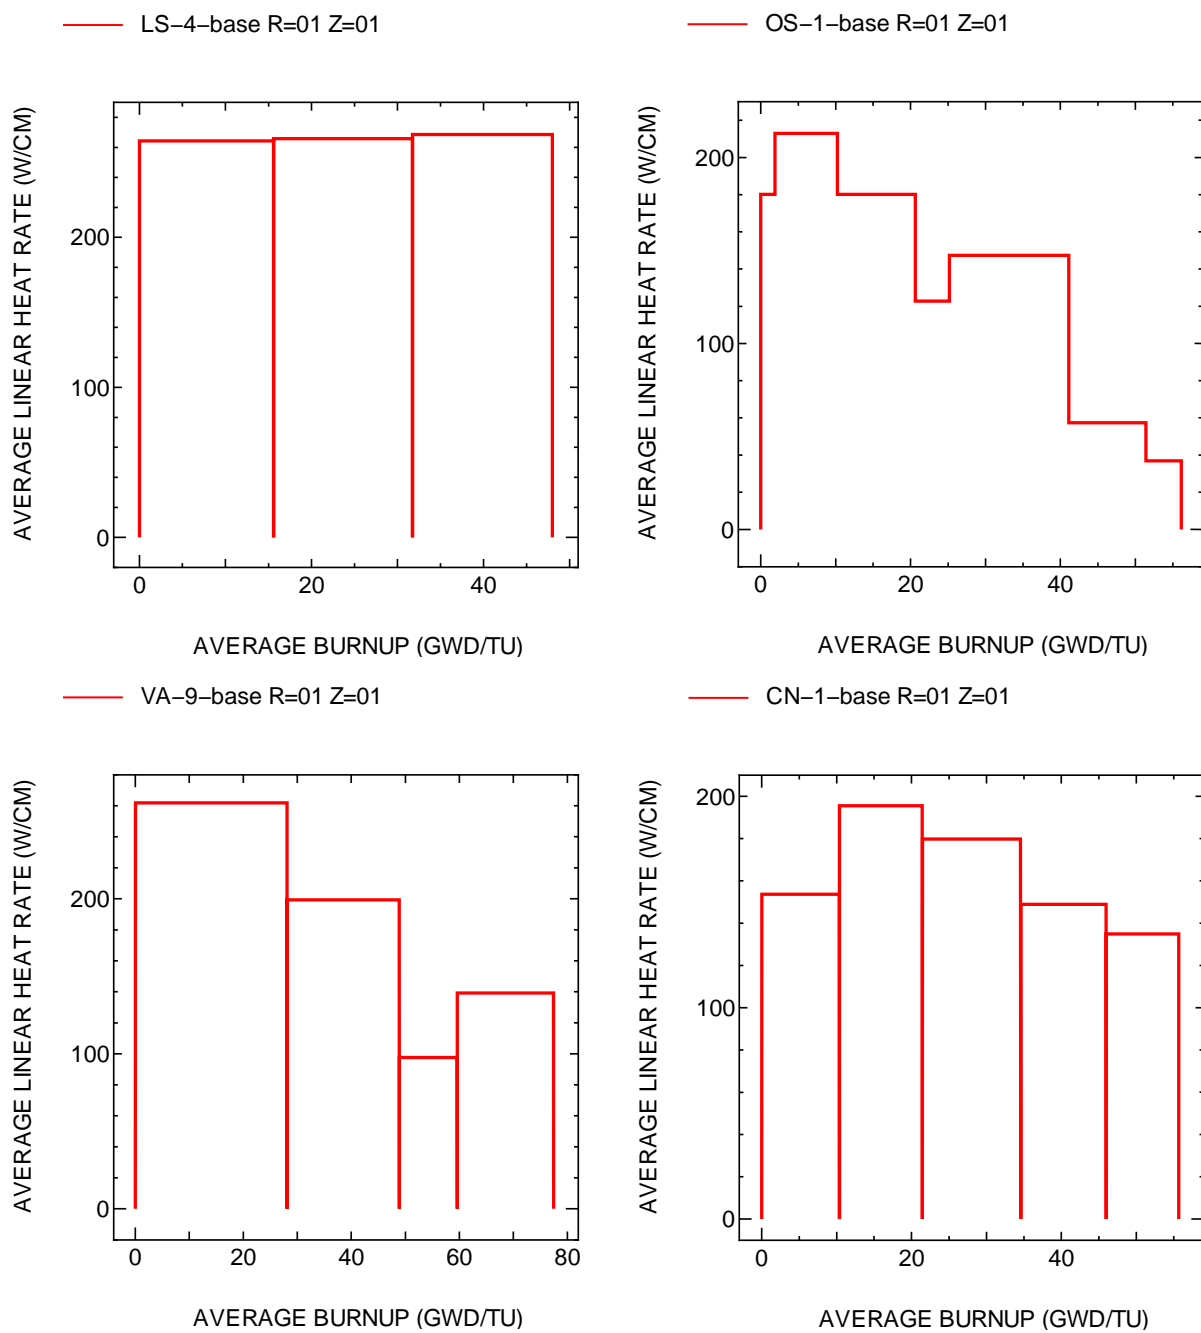 LS−4−base R=01 Z=01
AVERAGE LINEAR HEAT RATE (W/CM)
200
100
0
0 20 40
AVERAGE BURNUP (GWD/TU)
OS−1−base R=01 Z=01
AVERAGE LINEAR HEAT RATE (W/CM)
200
100
0
0 20 40
AVERAGE BURNUP (GWD/TU)
VA−9−base R=01 Z=01
AVERAGE LINEAR HEAT RATE (W/CM)
200
100
0
0 20 40 60 80
AVERAGE BURNUP (GWD/TU)
CN−1−base R=01 Z=01
AVERAGE LINEAR HEAT RATE (W/CM)
200
100
0
0 20 40
AVERAGE BURNUP (GWD/TU)